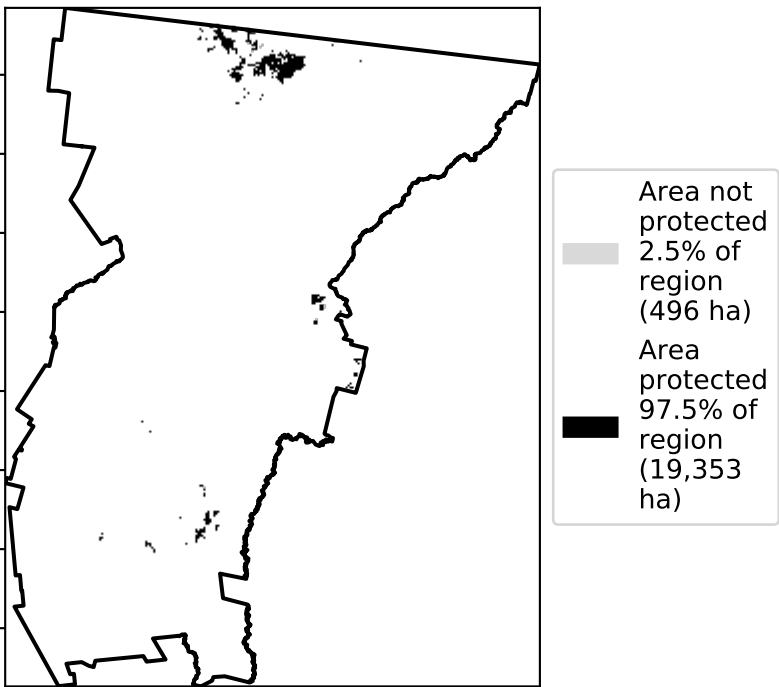 Area not
protected
2.5% of
region
(496 ha)
Area
protected
97.5% of
region
(19,353
ha)